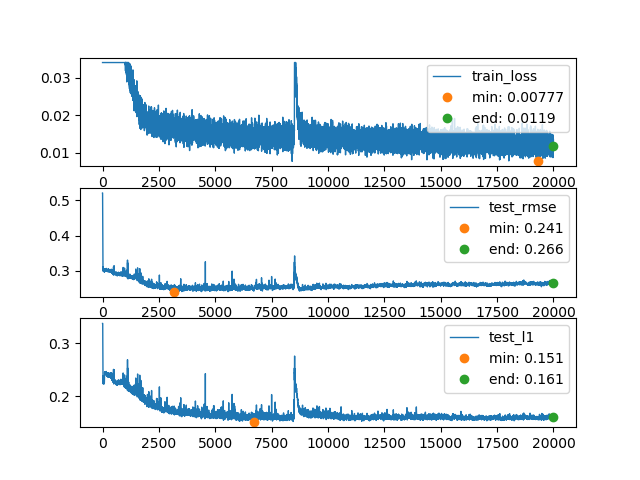 0.03
0.02
0.01
train_loss
min: 0.00777
end: 0.0119
0 2500 5000 7500 10000 12500 15000 17500 20000
0.5
0.4
0.3
test_rmse
min: 0.241
end: 0.266
0 2500 5000 7500 10000 12500 15000 17500 20000
0.3
0.2
test_l1
min: 0.151
end: 0.161
0 2500 5000 7500 10000 12500 15000 17500 20000